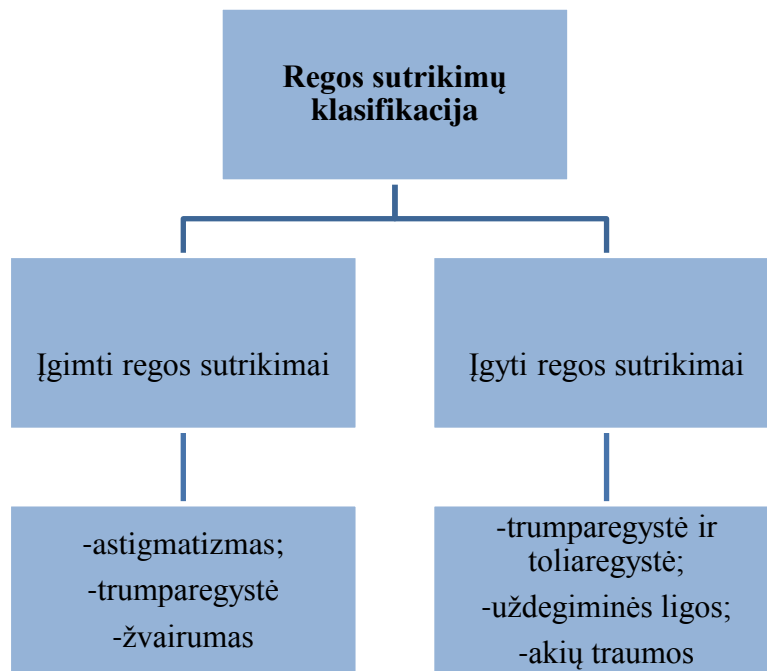 Regos sutrikimų
klasifikacija
Įgimti regos sutrikimai
Įgyti regos sutrikimai
-astigmatizmas;
-trumparegystė
-žvairumas
-trumparegystė ir
toliaregystė;
-uždegiminės ligos;
-akių traumos